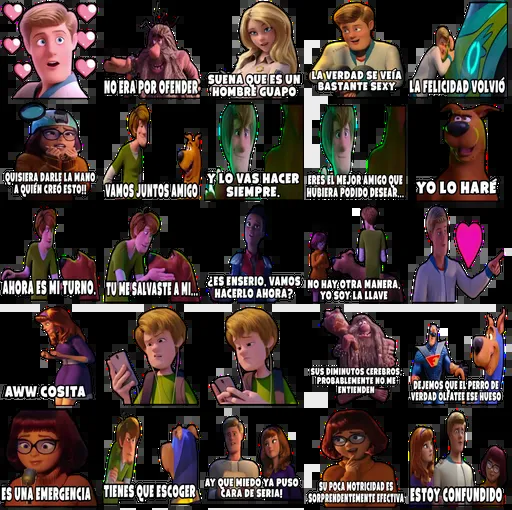 NO ERA POR OFENDER
SUENA QUE ES UN
HOMBRE GUAPO
LA VERDAD SE VEÍA
BASTANTE SEXY
LA FELICIDAD VOLVIÓ
QUISIERA DARLE LA MANO
A QUIÉN CREÓ ESTO!!
VAMOS JUNTOS AMIGO
Y LO VAS HACER
SIEMPRE.
ERES EL MEJOR AMIGO QUE
HUBIERA PODIDO DESEAR...
YO LO HARÉ
AHORA ES MI TURNO.
TU ME SALVASTE A MI...
¿ES ENSERIO, VAMOS
HACERLO AHORA?
NO HAY OTRA MANERA,
YO SOY LA LLAVE
AWW COSITA
SUS DIMINUTOS CEREBROS
PROBABLEMENTE NO ME
ENTIENDEN
DEJEMOS QUE EL PERRO DE
VERDAD OLFATEE ESE HUESO
ES UNA EMERGENCIA
TIENES QUE ESCOGER
AY QUE MIEDO YA PUSO
CARA DE SERIA!
SU POCA MOTRICIDAD ES
SORPRENDENTEMENTE EFECTIVA
ESTOY CONFUNDIDO